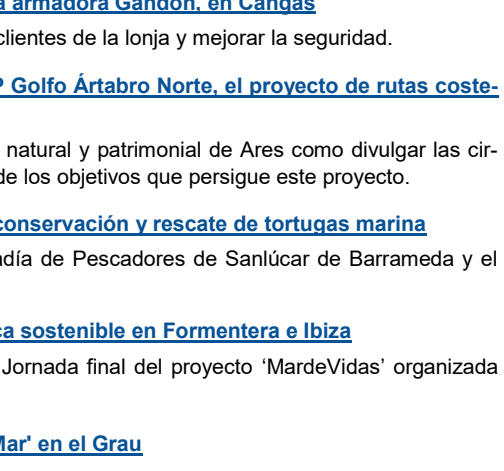 a armadora Gandón, en Cangas
clientes de la lonja y mejorar la seguridad.
P Golfo Ártabro Norte, el proyecto de rutas coste-
natural y patrimonial de Ares como divulgar las cir-
de los objetivos que persigue este proyecto.
conservación y rescate de tortugas marina
adía de Pescadores de Sanlúcar de Barrameda y el
ca sostenible en Formentera e Ibiza
Jornada final del proyecto ‘MardeVidas’ organizada
Mar' en el Grau